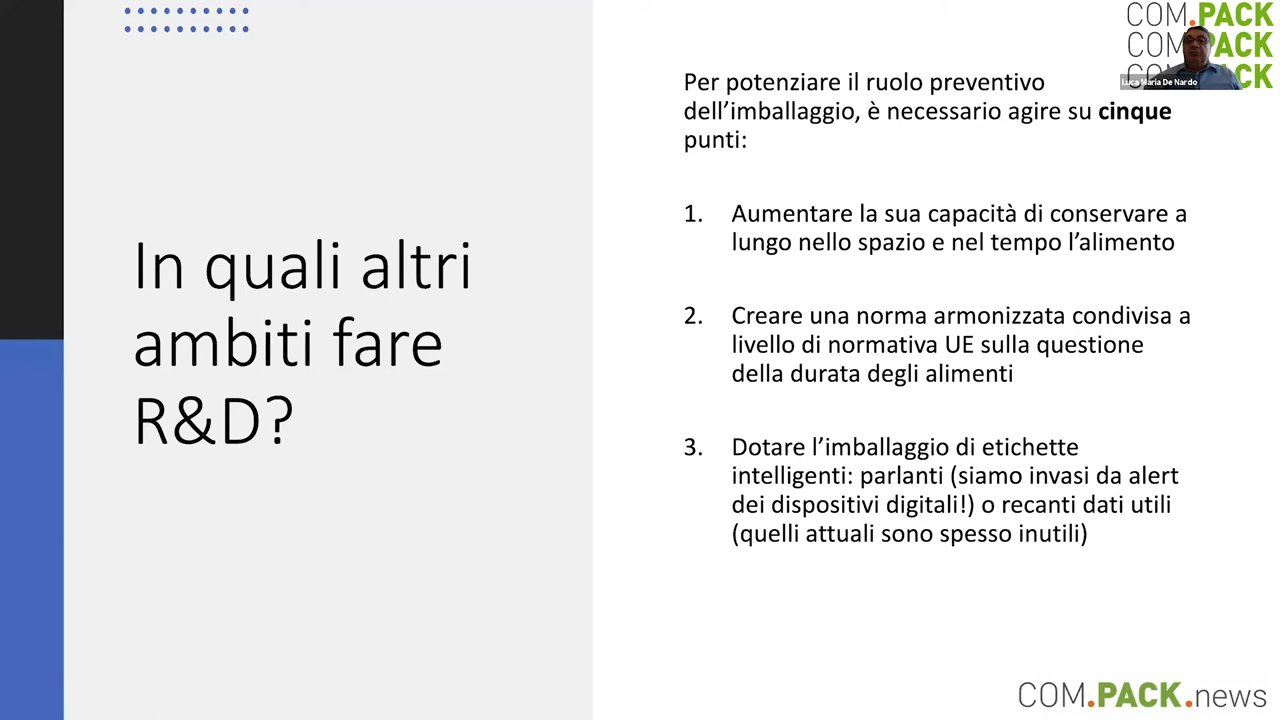 In quali altri
ambiti fare
R&D?
Per potenziare il ruolo preventivo
dell’imballaggio, è necessario agire su cinque
punti:
1. Aumentare la sua capacità di conservare a
lungo nello spazio e nel tempo l’alimento
2. Creare una norma armonizzata condivisa a
livello di normativa UE sulla questione
della durata degli alimenti
3. Dotare l’imballaggio di etichette
intelligenti: parlanti (siamo invasi da alert
dei dispositivi digitali!) o recanti dati utili
(quelli attuali sono spesso inutili)
COM.PACK
COM PACK
COM PACK
Luca Maria De Nardo
COM.PACK.news